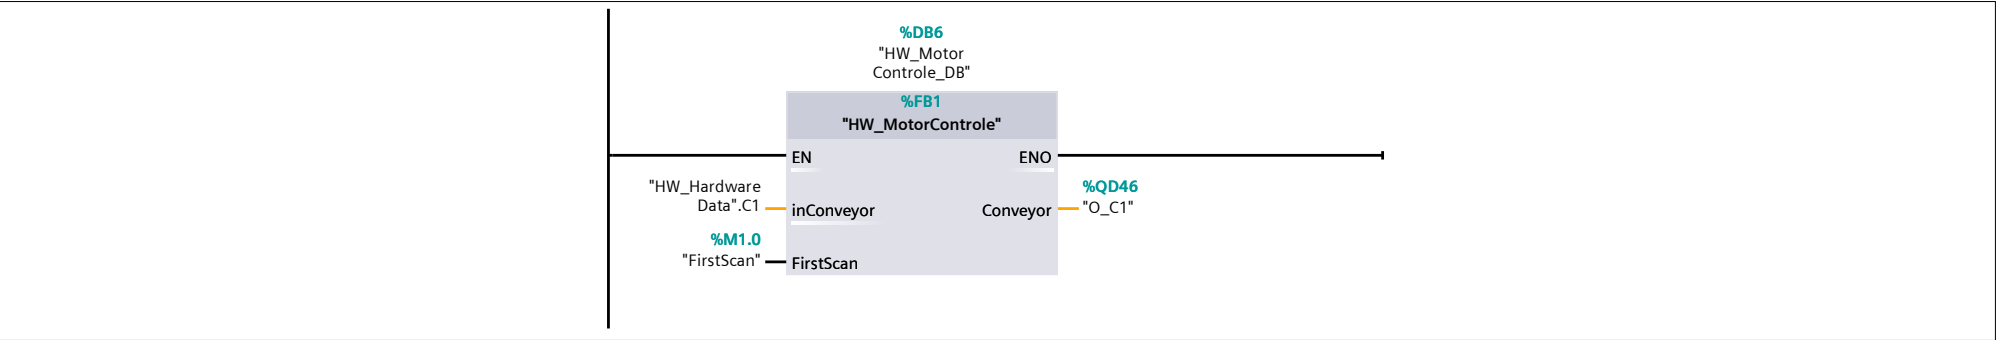 %DB6
"HW_Motor
Controle_DB"
%FB1
"HW_MotorControle"
EN
ENO
"HW_Hardware
Data".C1
inConveyor
Conveyor
%QD46
"O_C1"
%M1.0
"FirstScan"
FirstScan